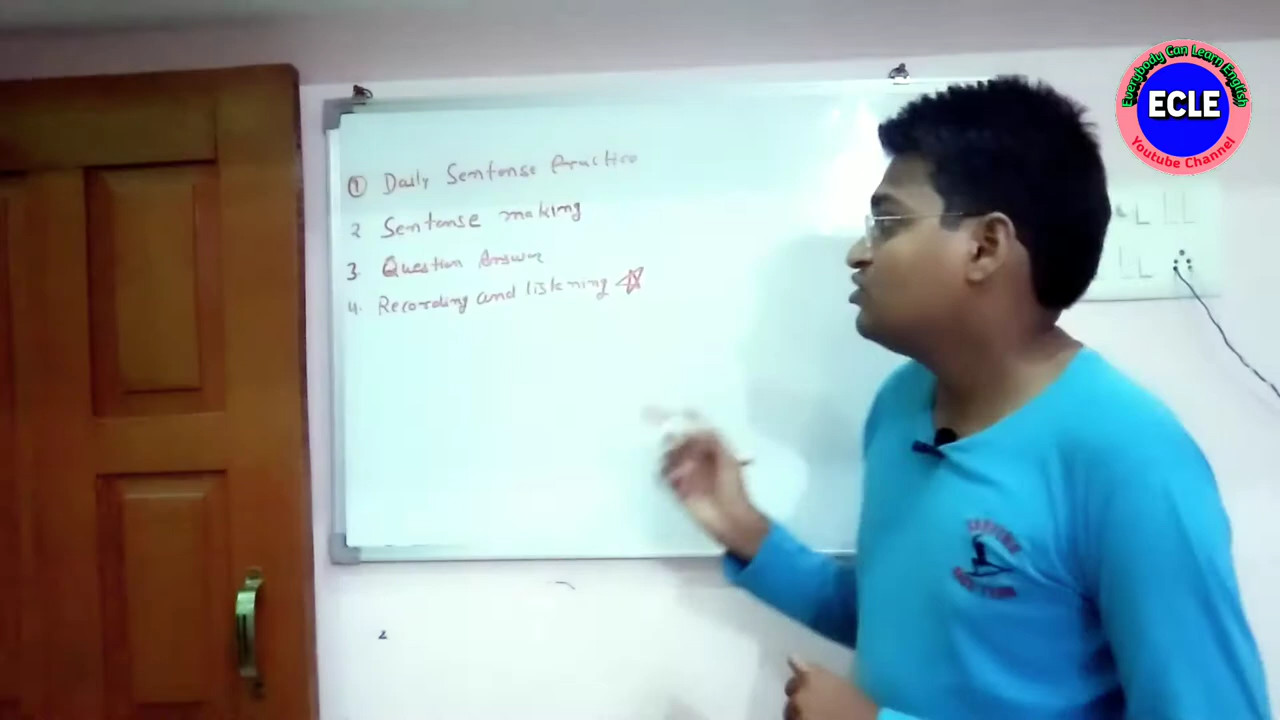 ① Daily Sentense Practice
2 Sentense making
3. Question Answer
4. Recording and listening
Everybody Can Learn English
ECLE
Youtube Channel